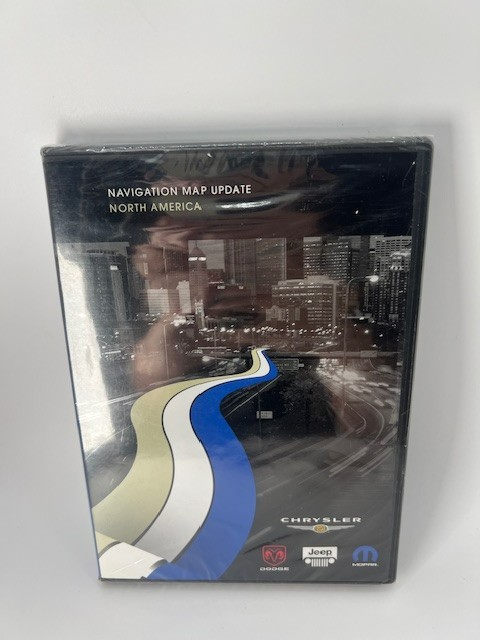 NAVIGATION MAP UPDATE
NORTH AMERICA
CHRYSLER
DODGE
Jeep
MOPAR